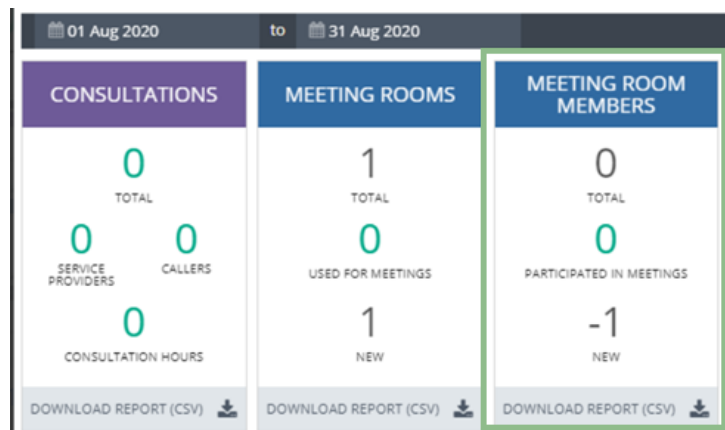 01 Aug 2020 to 31 Aug 2020
CONSULTATIONS
0
TOTAL
0 0
SERVICE PROVIDERS
CALLERS
0
CONSULTATION HOURS
DOWNLOAD REPORT (CSV)
MEETING ROOMS
1
TOTAL
0
USED FOR MEETINGS
1
NEW
DOWNLOAD REPORT (CSV)
MEETING ROOM
MEMBERS
0
TOTAL
0
PARTICIPATED IN MEETINGS
-1
NEW
DOWNLOAD REPORT (CSV)